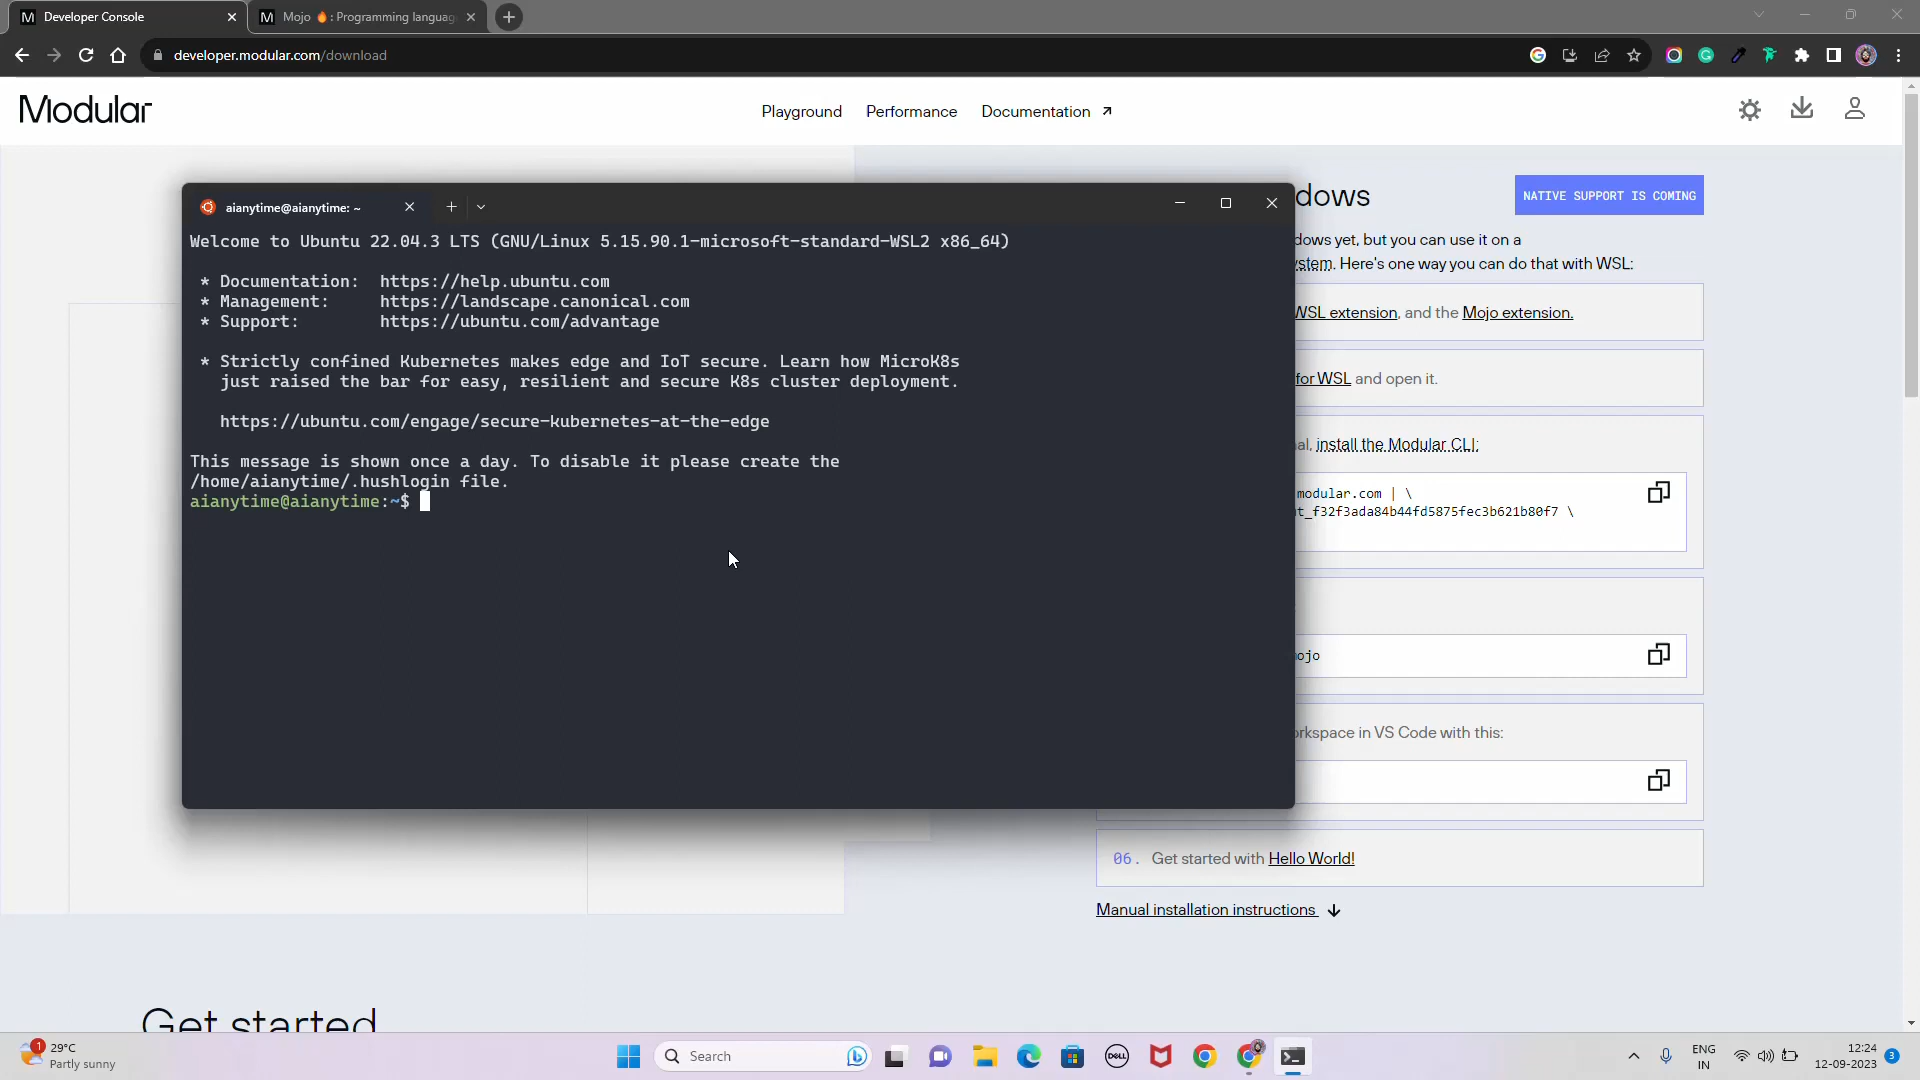 Developer Console
Mojo 🔥: Programming languag
developer.modular.com/download
Modular
Playground
Performance
Documentation ↗
dows
NATIVE SUPPORT IS COMING
dows yet, but you can use it on a
ystem. Here's one way you can do that with WSL:
WSL extension, and the Mojo extension.
for WSL and open it.
al, install the Modular CLI:
modular.com | \
t_f32f3ada84b44fd5875fec3b621b80f7 \
ojo
orkspace in VS Code with this:
06. Get started with Hello World!
Manual installation instructions ↓
Get started
aianytime@aianytime: ~
Welcome to Ubuntu 22.04.3 LTS (GNU/Linux 5.15.90.1-microsoft-standard-WSL2 x86_64)
* Documentation: https://help.ubuntu.com
* Management: https://landscape.canonical.com
* Support: https://ubuntu.com/advantage
* Strictly confined Kubernetes makes edge and IoT secure. Learn how MicroK8s
just raised the bar for easy, resilient and secure K8s cluster deployment.
https://ubuntu.com/engage/secure-kubernetes-at-the-edge
This message is shown once a day. To disable it please create the
/home/aianytime/.hushlogin file.
aianytime@aianytime:~$
1
29°C
Partly sunny
Search
DELL
ENG
IN
12:24
12-09-2023
3